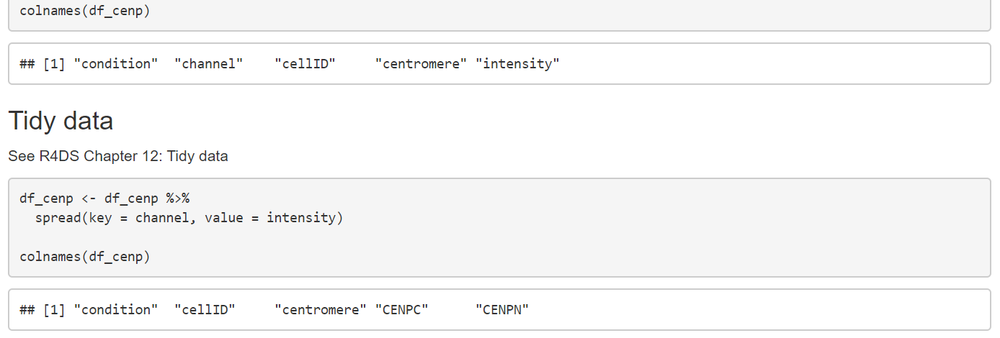 colnames(df_cenp)
## [1] "condition"  "channel"    "cellID"     "centromere" "intensity"
Tidy data
See R4DS Chapter 12: Tidy data
df_cenp <- df_cenp %>%
  spread(key = channel, value = intensity)
colnames(df_cenp)
## [1] "condition"  "cellID"     "centromere" "CENPC"      "CENPN"